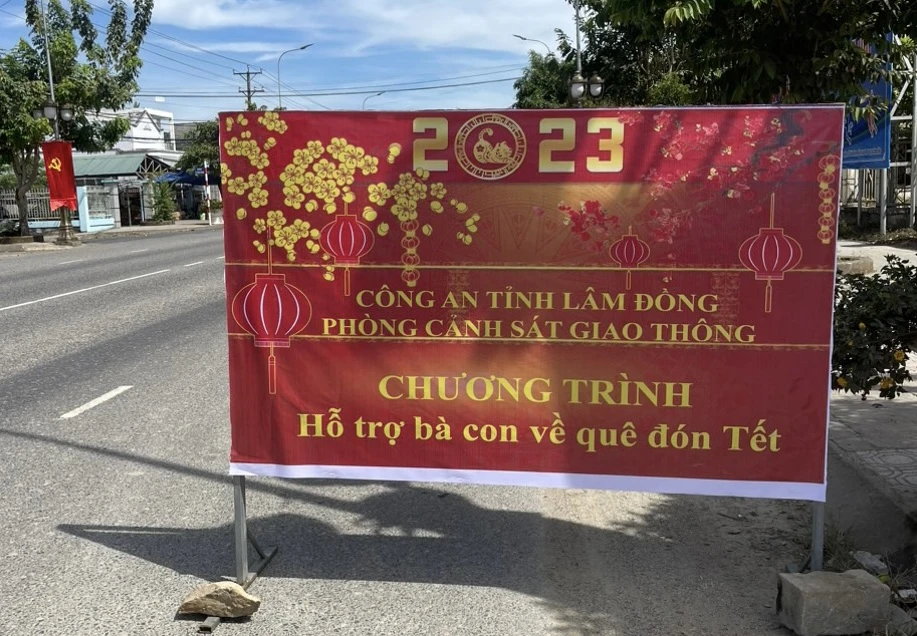 2023
CÔNG AN TỈNH LÂM ĐỒNG
PHÒNG CẢNH SÁT GIAO THÔNG
CHƯƠNG TRÌNH
Hỗ trợ bà con về quê đón Tết